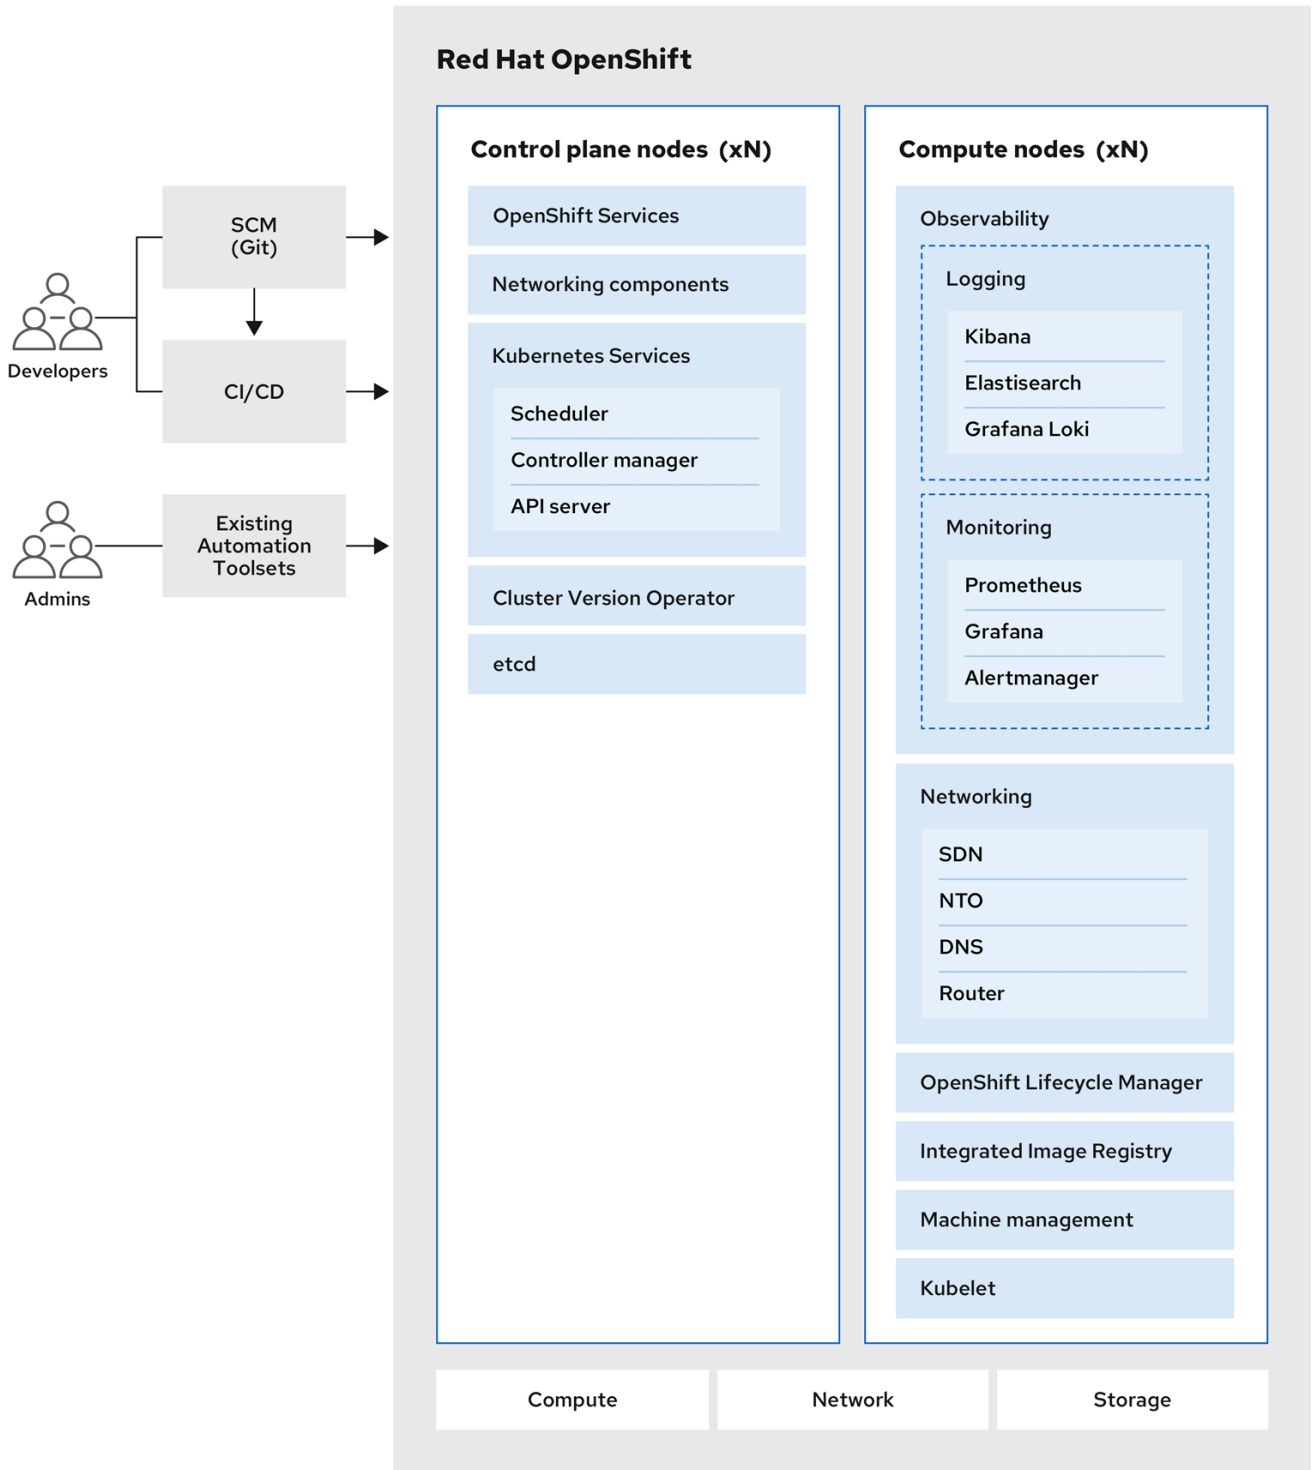 Red Hat OpenShift
SCM
(Git)
CI/CD
Developers
Existing
Automation
Toolsets
Admins
Control plane nodes (xN)
OpenShift Services
Networking components
Kubernetes Services
Scheduler
Controller manager
API server
Cluster Version Operator
etcd
Compute nodes (xN)
Observability
Logging
Kibana
Elastisearch
Grafana Loki
Monitoring
Prometheus
Grafana
Alertmanager
Networking
SDN
NTO
DNS
Router
OpenShift Lifecycle Manager
Integrated Image Registry
Machine management
Kubelet
Compute
Network
Storage